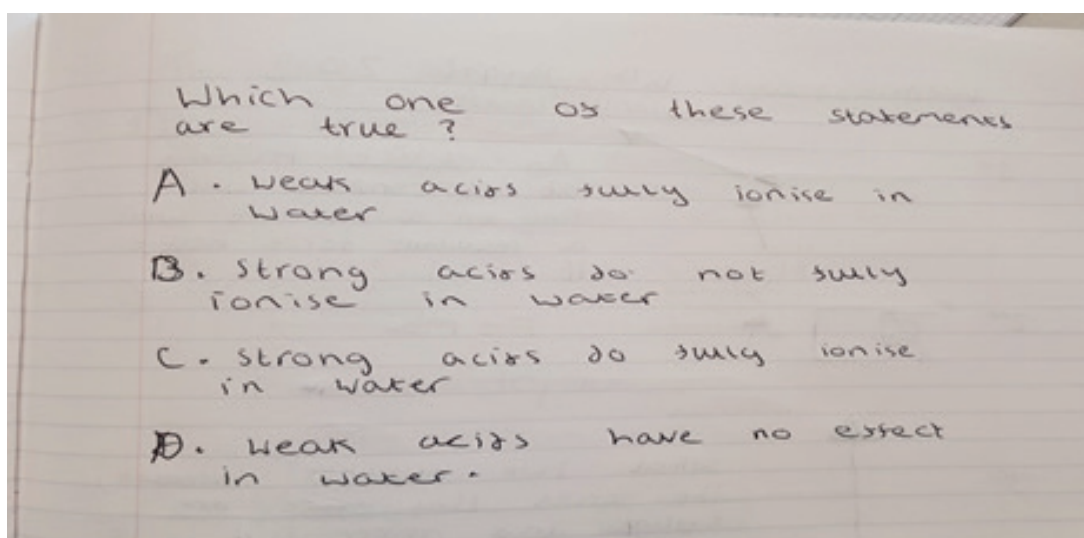 Which one of these statements
are true ?
A. weak acids fully ionise in
water
B. strong acids do not fully
ionise in water
C. strong acids do fully ionise
in water
D. weak acids have no effect
in water.